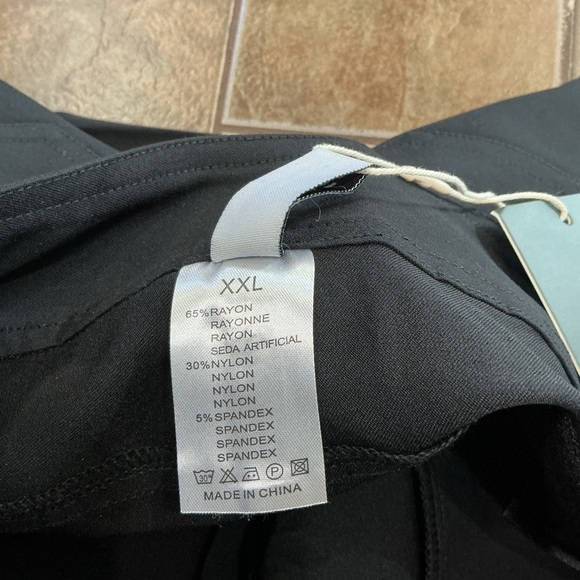 XXL
65% RAYON
RAYONNE
RAYON
SEDA ARTIFICIAL
30% NYLON
NYLON
NYLON
NYLON
5% SPANDEX
SPANDEX
SPANDEX
SPANDEX
30° P
MADE IN CHINA